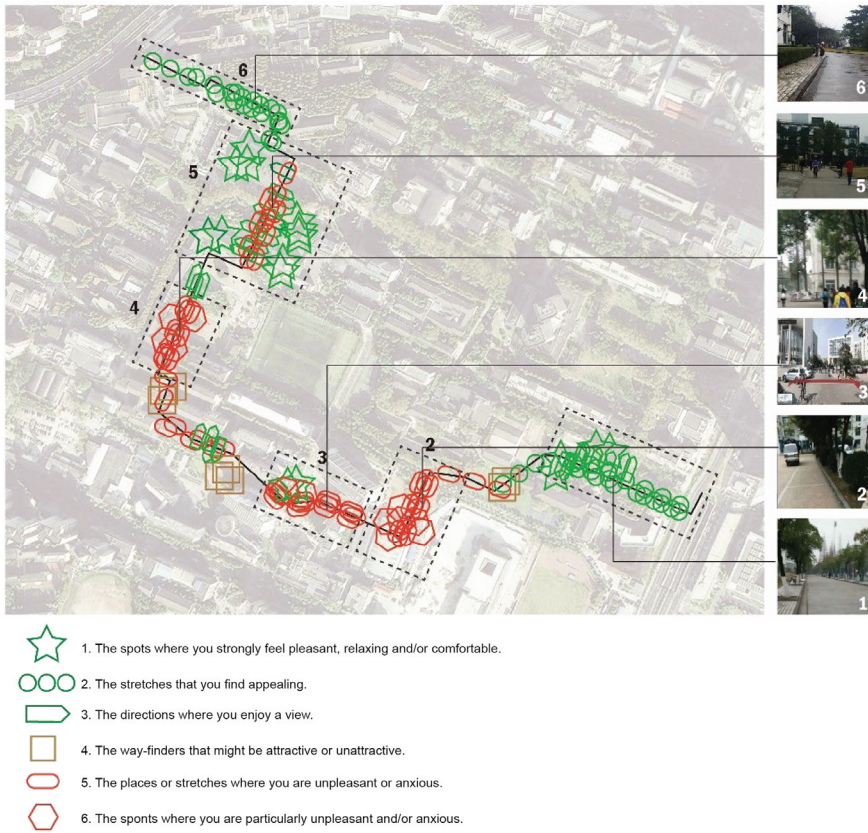 6
5
4
3
2
6
5
4
3
2
1
1. The spots where you strongly feel pleasant, relaxing and/or comfortable.
2. The stretches that you find appealing.
3. The directions where you enjoy a view.
4. The way-finders that might be attractive or unattractive.
5. The places or stretches where you are unpleasant or anxious.
6. The sponts where you are particularly unpleasant and/or anxious.